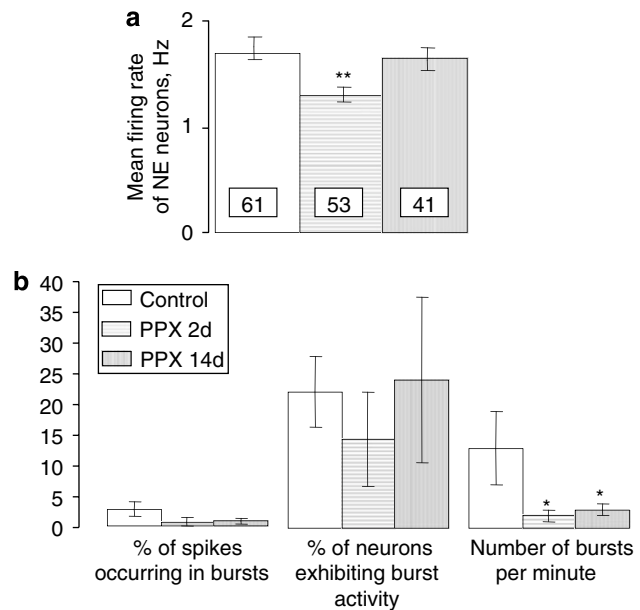 a
2
1
0
Mean firing rate
of NE neurons, Hz
**
61
53
41
b
40
35
30
25
20
15
10
5
0
Control
PPX 2d
PPX 14d
*
*
% of spikes
occurring in bursts
% of neurons
exhibiting burst
activity
Number of bursts
per minute